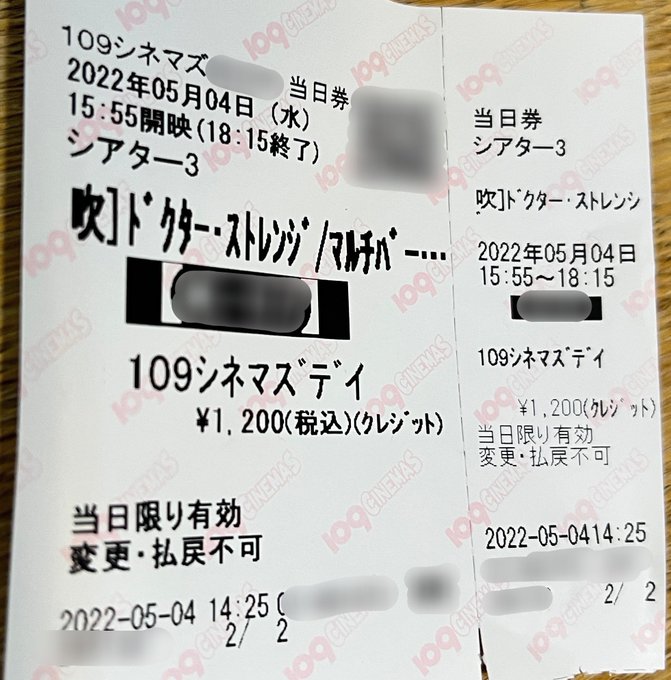 109シネマズ 当日券
2022年05月04日 (水)
15:55開映(18:15終了)
シアター3
吹]ドクター・ストレンジ/マルチバー…
109シネマズデイ
¥1,200(税込)(クレジット)
当日限り有効
変更・払戻不可
2022-05-04 14:25
2/ 2
当日券
シアター3
吹]ドクター・ストレンジ
2022年05月04日
15:55〜18:15
109シネマズデイ
¥1,200(クレジット)
当日限り有効
変更・払戻不可
2022-05-04 14:25
2/ 2
109 CINEMAS